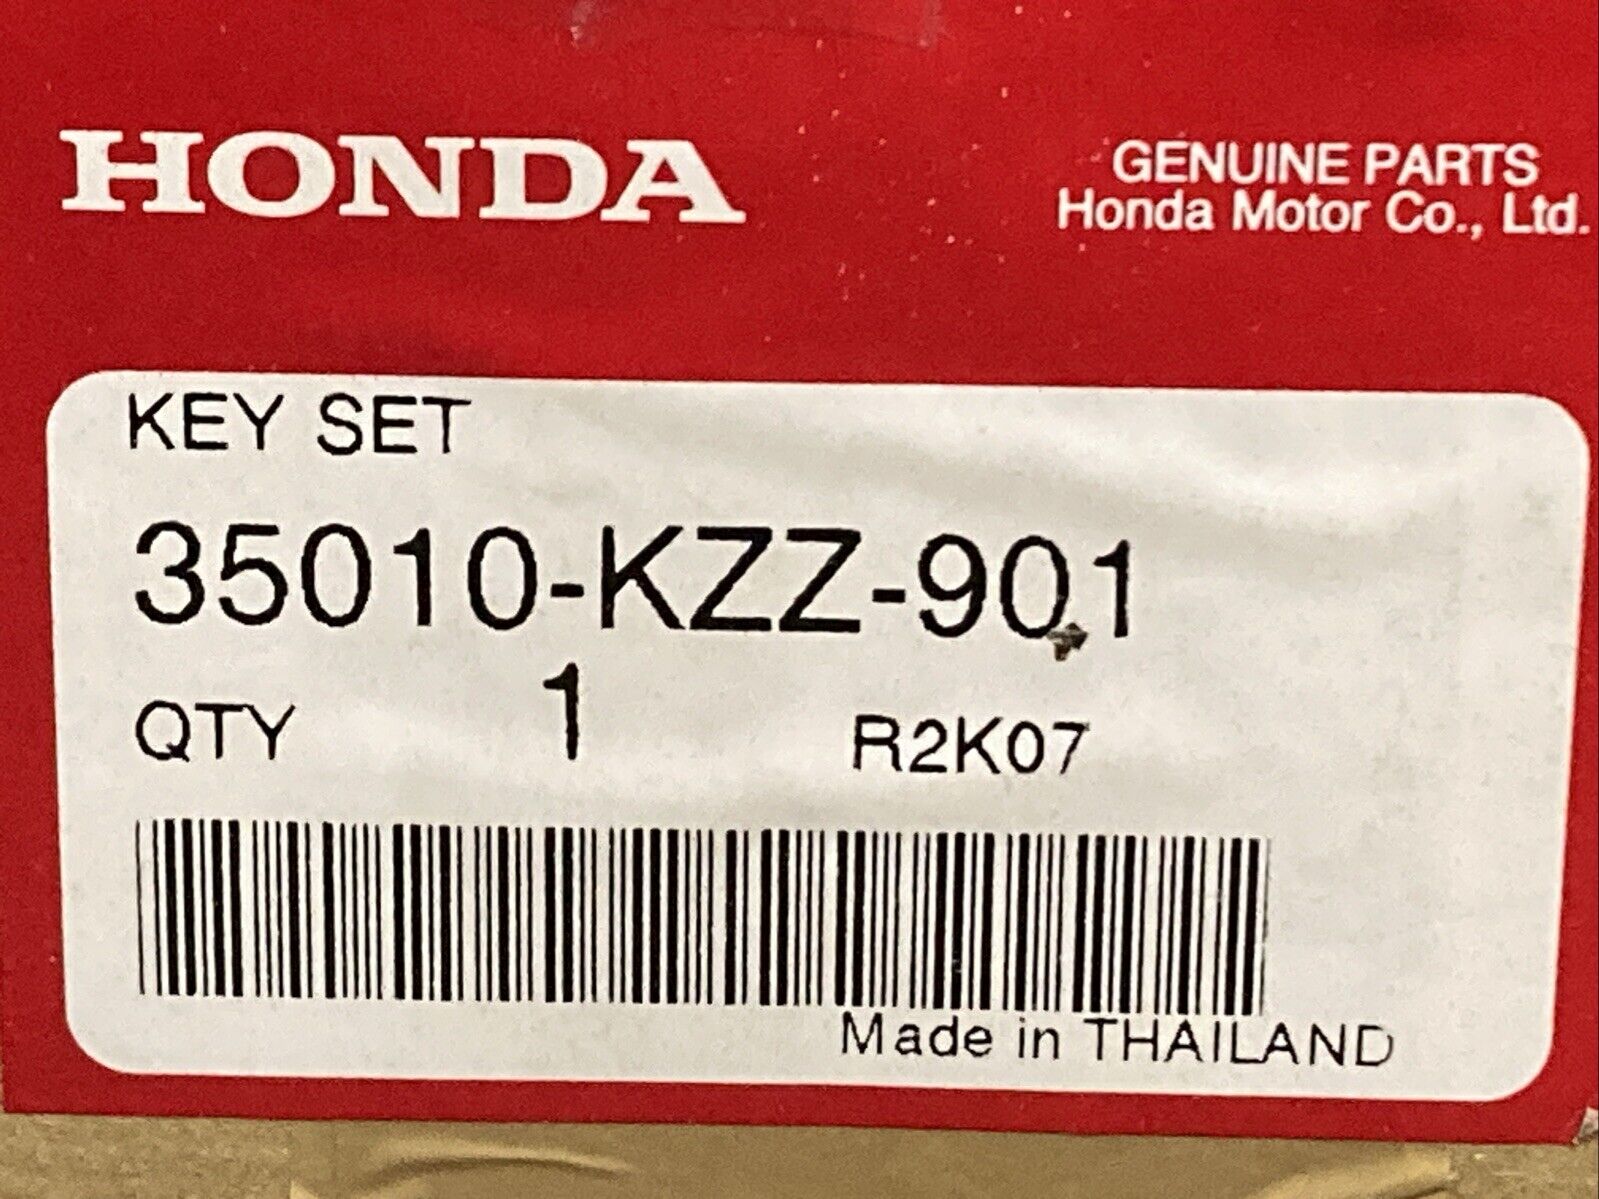 HONDA
GENUINE PARTS
Honda Motor Co., Ltd.
KEY SET
35010-KZZ-901
QTY 1 R2K07
Made in THAILAND